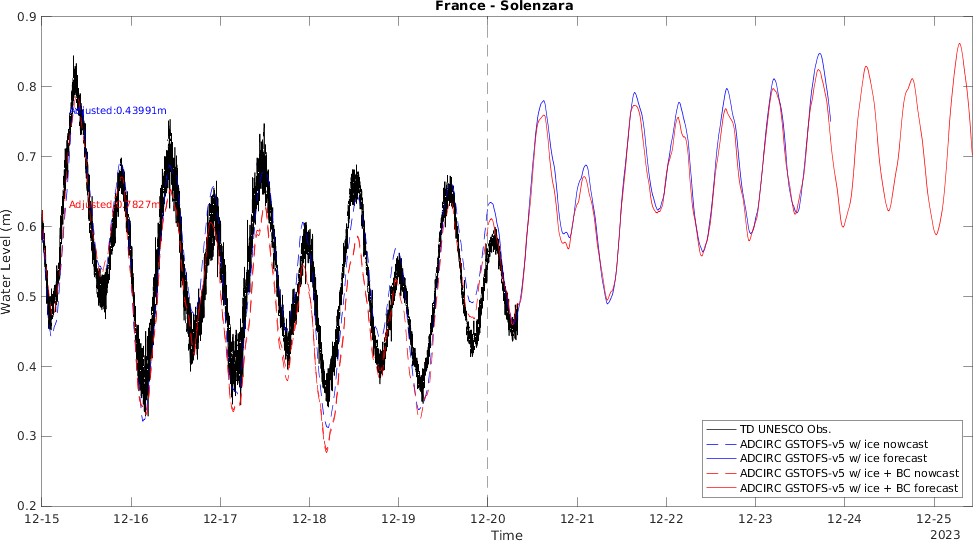 France - Solenzara
0.9
0.8
0.7
0.6
0.5
0.4
0.3
0.2
Water Level (m)
Adjusted:0.43991m
TD UNESCO Obs.
ADCIRC GSTOFS-v5 w/ ice nowcast
ADCIRC GSTOFS-v5 w/ ice forecast
ADCIRC GSTOFS-v5 w/ ice + BC nowcast
ADCIRC GSTOFS-v5 w/ ice + BC forecast
12-15 12-16 12-17 12-18 12-19 12-20 12-21 12-22 12-23 12-24 12-25
2023
Time